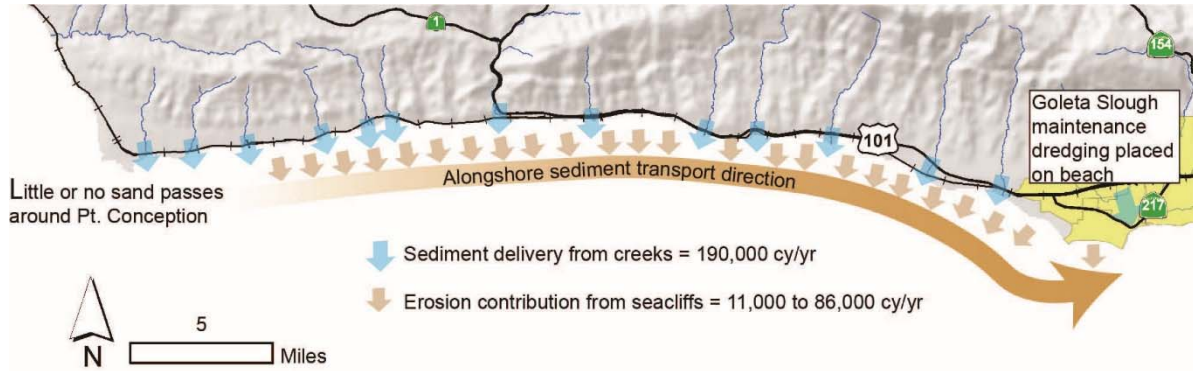 1
154
Goleta Slough
maintenance
dredging placed
on beach
101
217
Little or no sand passes
around Pt. Conception
Alongshore sediment transport direction
Sediment delivery from creeks = 190,000 cy/yr
Erosion contribution from seacliffs = 11,000 to 86,000 cy/yr
N
5
Miles